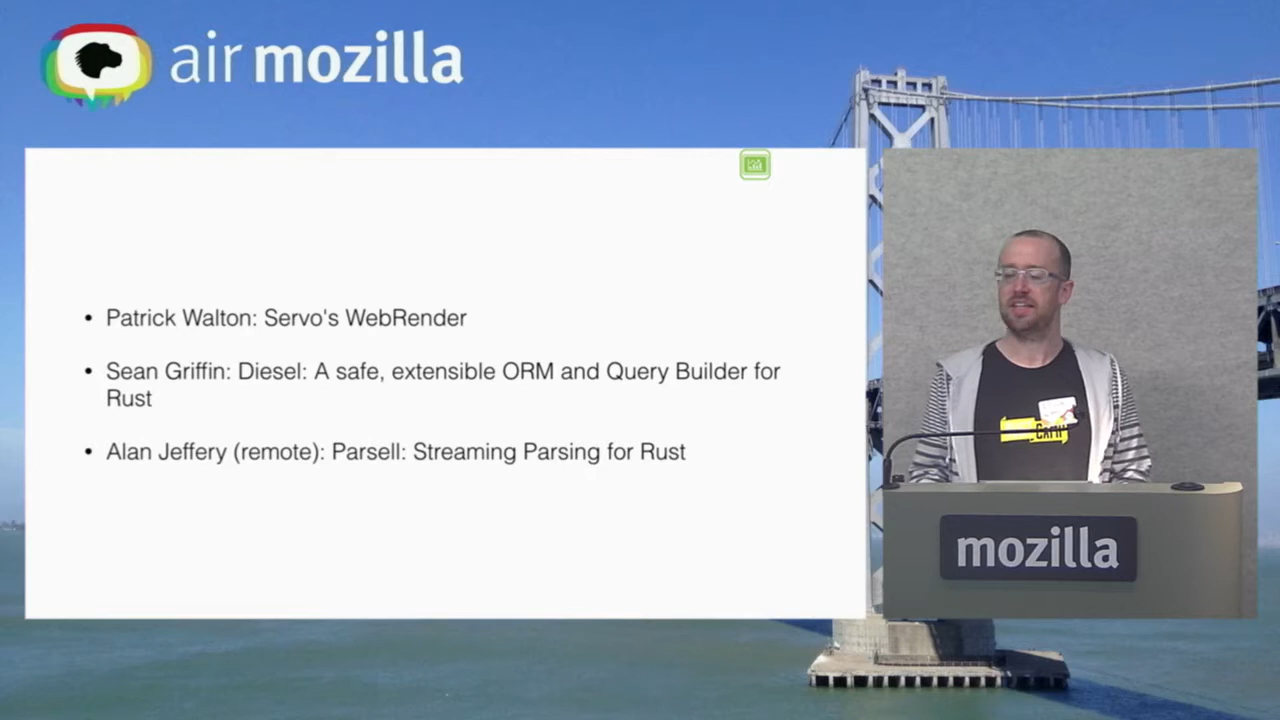 air mozilla
Patrick Walton: Servo's WebRender
Sean Griffin: Diesel: A safe, extensible ORM and Query Builder for
Rust
Alan Jeffery (remote): Parsell: Streaming Parsing for Rust
mozilla